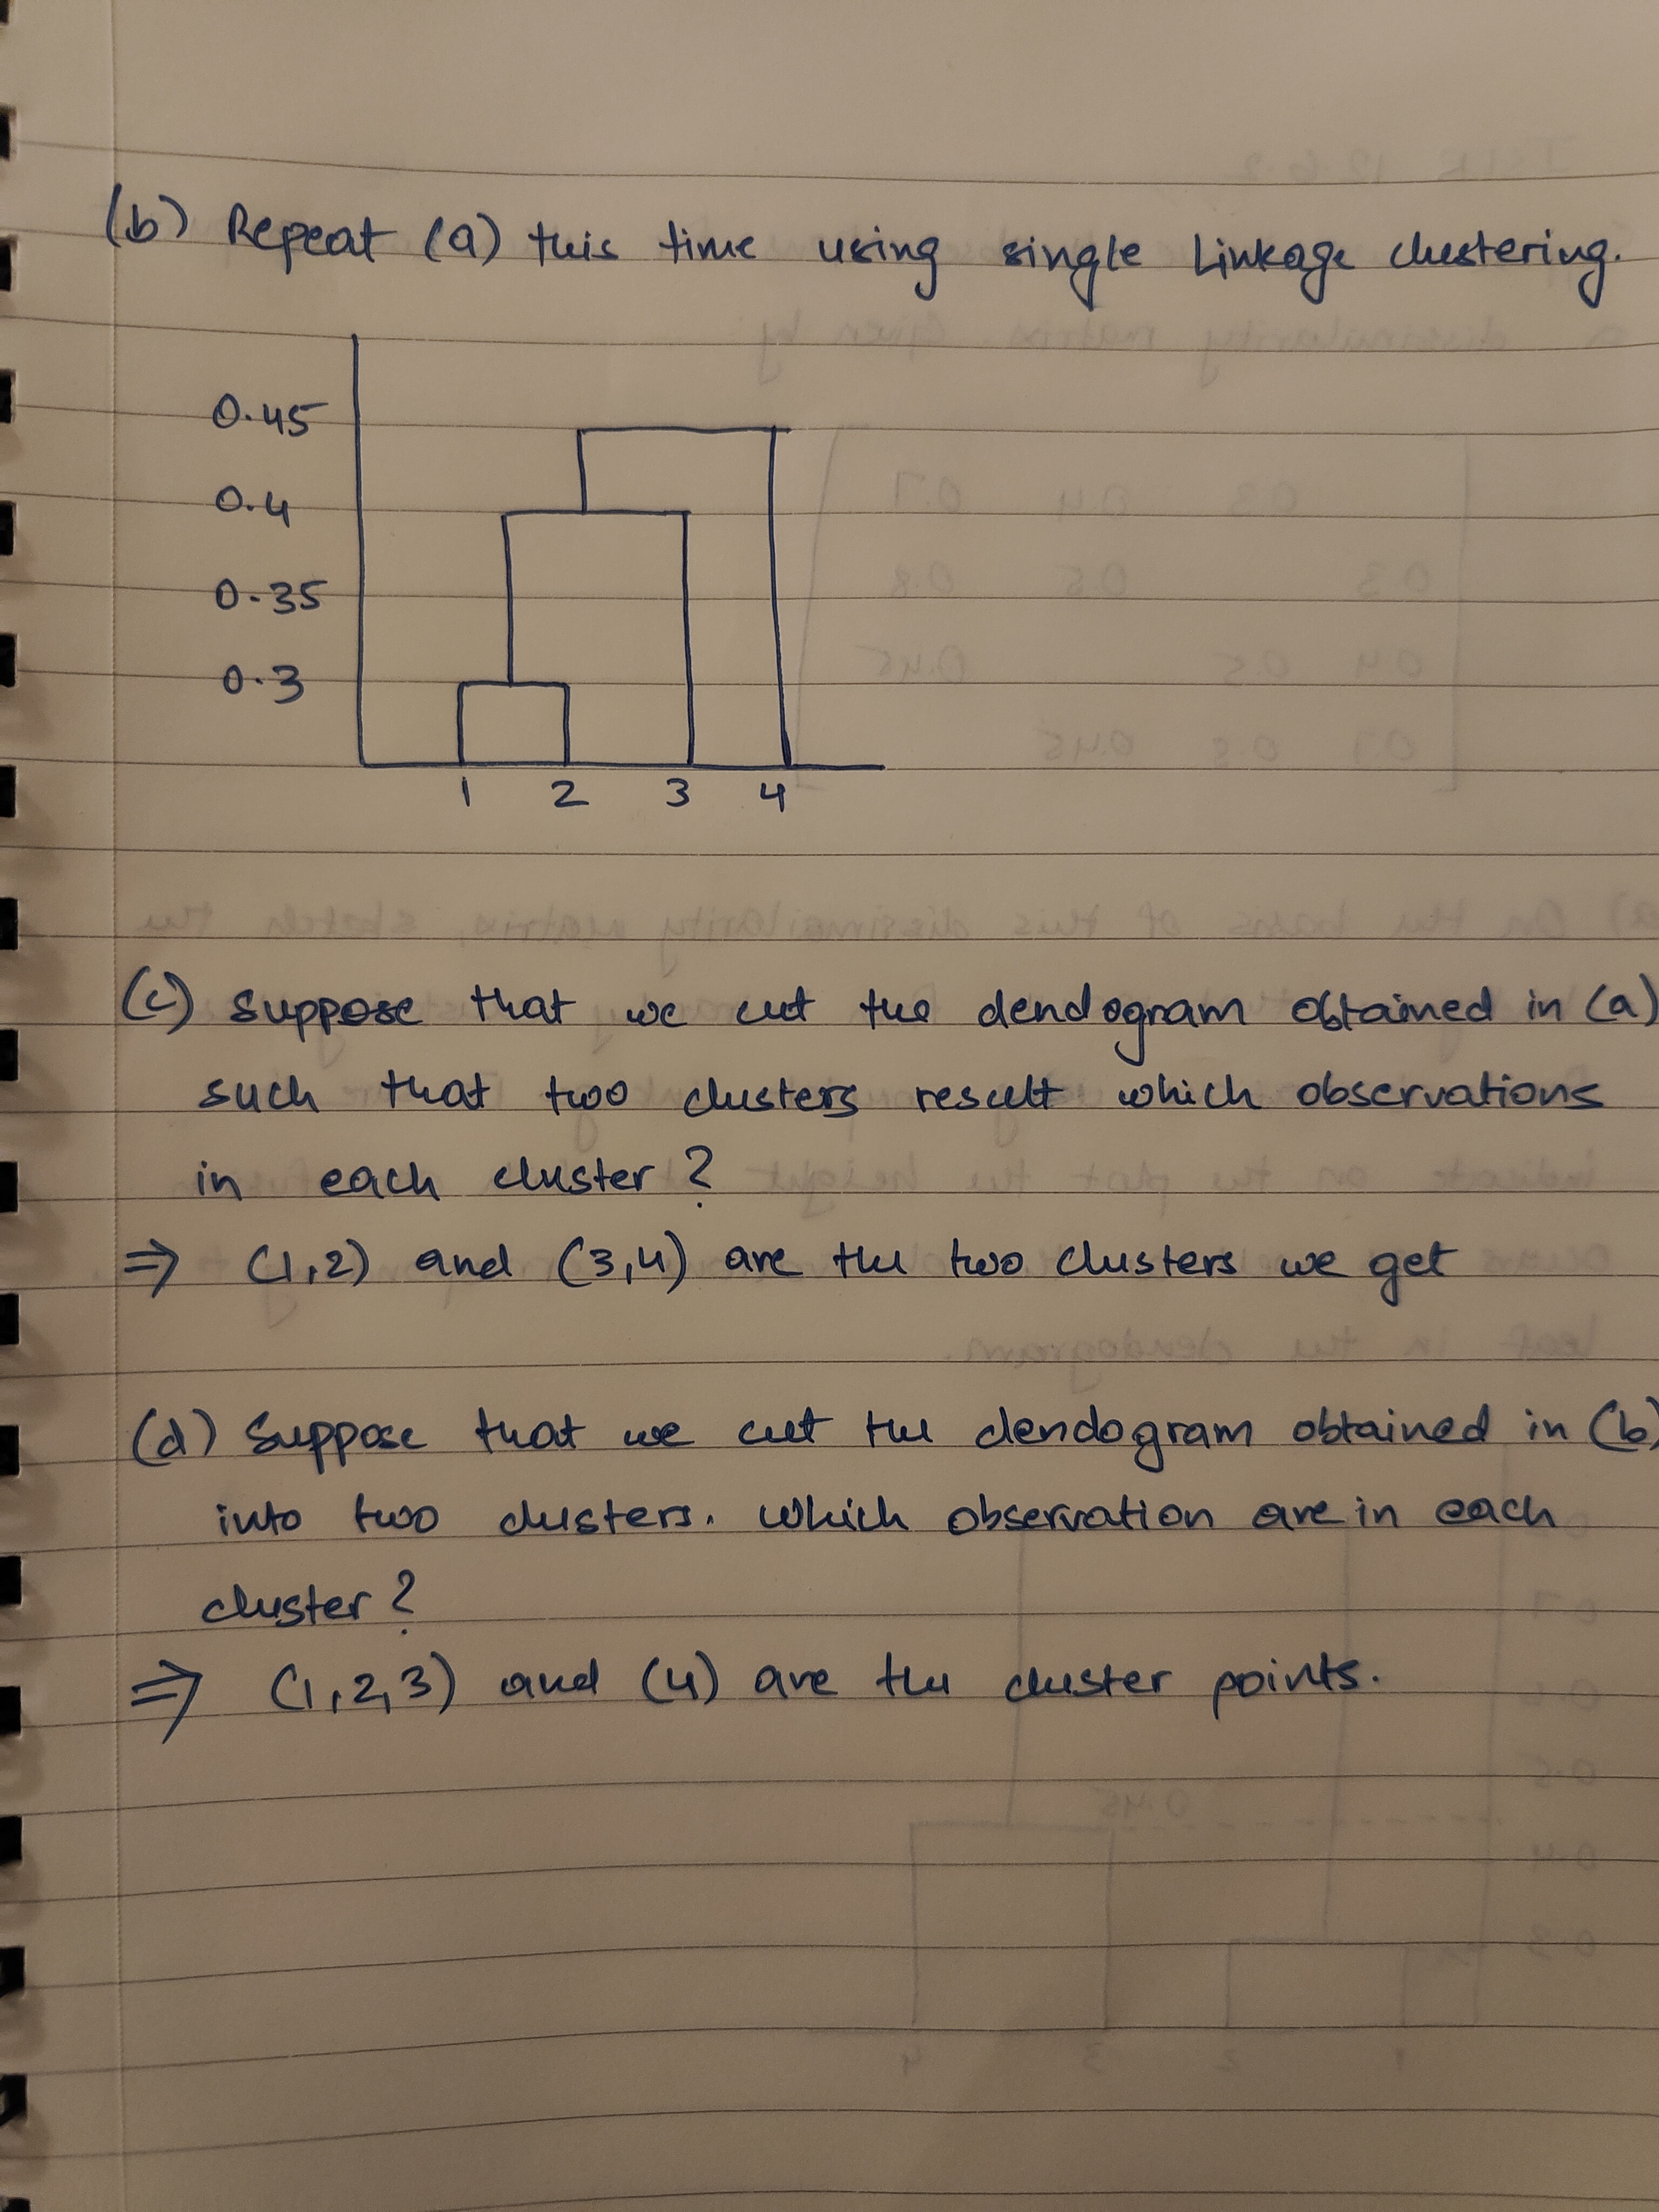 (b) Repeat (a) this time using single linkage clustering.
0.45
0.4
0.35
0.3
1 2 3 4
(c) Suppose that we cut the dendogram obtained in (a)
such that two clusters result which observations
in each cluster?
⇒ (1,2) and (3,4) are the two clusters we get
(d) Suppose that we cut the dendogram obtained in (b)
into two clusters. Which observation are in each
cluster?
⇒ (1,2,3) and (4) are the cluster points.